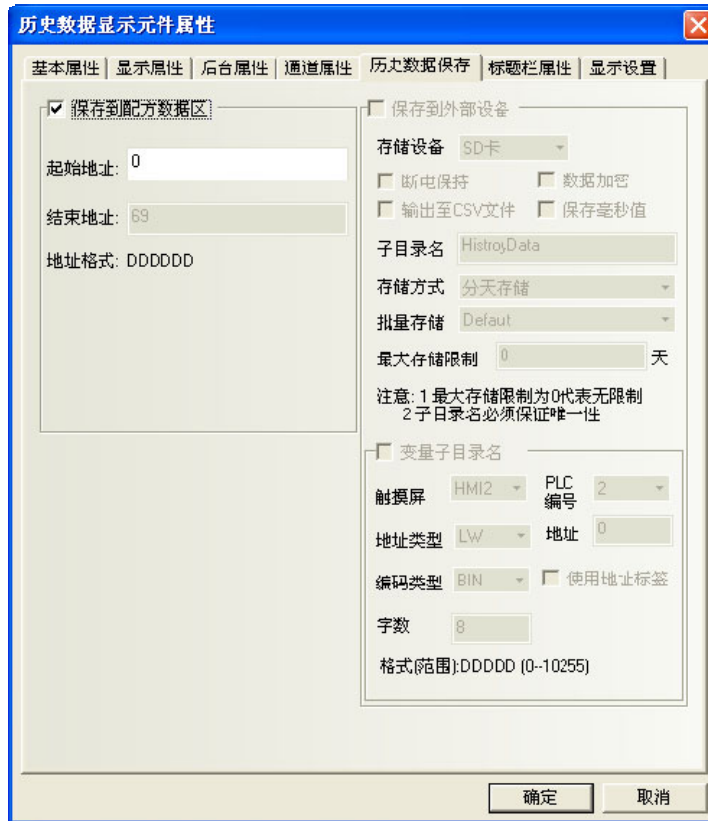 历史数据显示元件属性
基本属性 显示属性 后台属性 通道属性 历史数据保存 标题栏属性 显示设置
保存到配方数据区
起始地址: 0
结束地址: 69
地址格式: DDDDDD
保存到外部设备
存储设备 SD卡
断电保持 数据加密
输出至CSV文件 保存毫秒值
子目录名 HistroyData
存储方式 分天存储
批量存储 Defaut
最大存储限制 0 天
注意: 1 最大存储限制为0代表无限制
2 子目录名必须保证唯一性
变量子目录名
触摸屏 HMI2 PLC编号 2
地址类型 LW 地址 0
编码类型 BIN 使用地址标签
字数 8
格式(范围):DDDDD (0--10255)
确定 取消